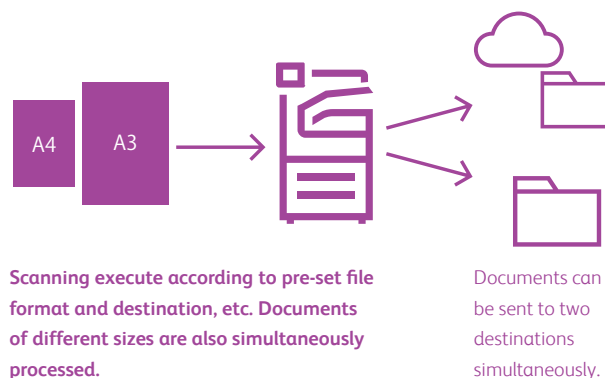 A4
A3
Scanning execute according to pre-set file
format and destination, etc. Documents
of different sizes are also simultaneously
processed.
Documents can
be sent to two
destinations
simultaneously.